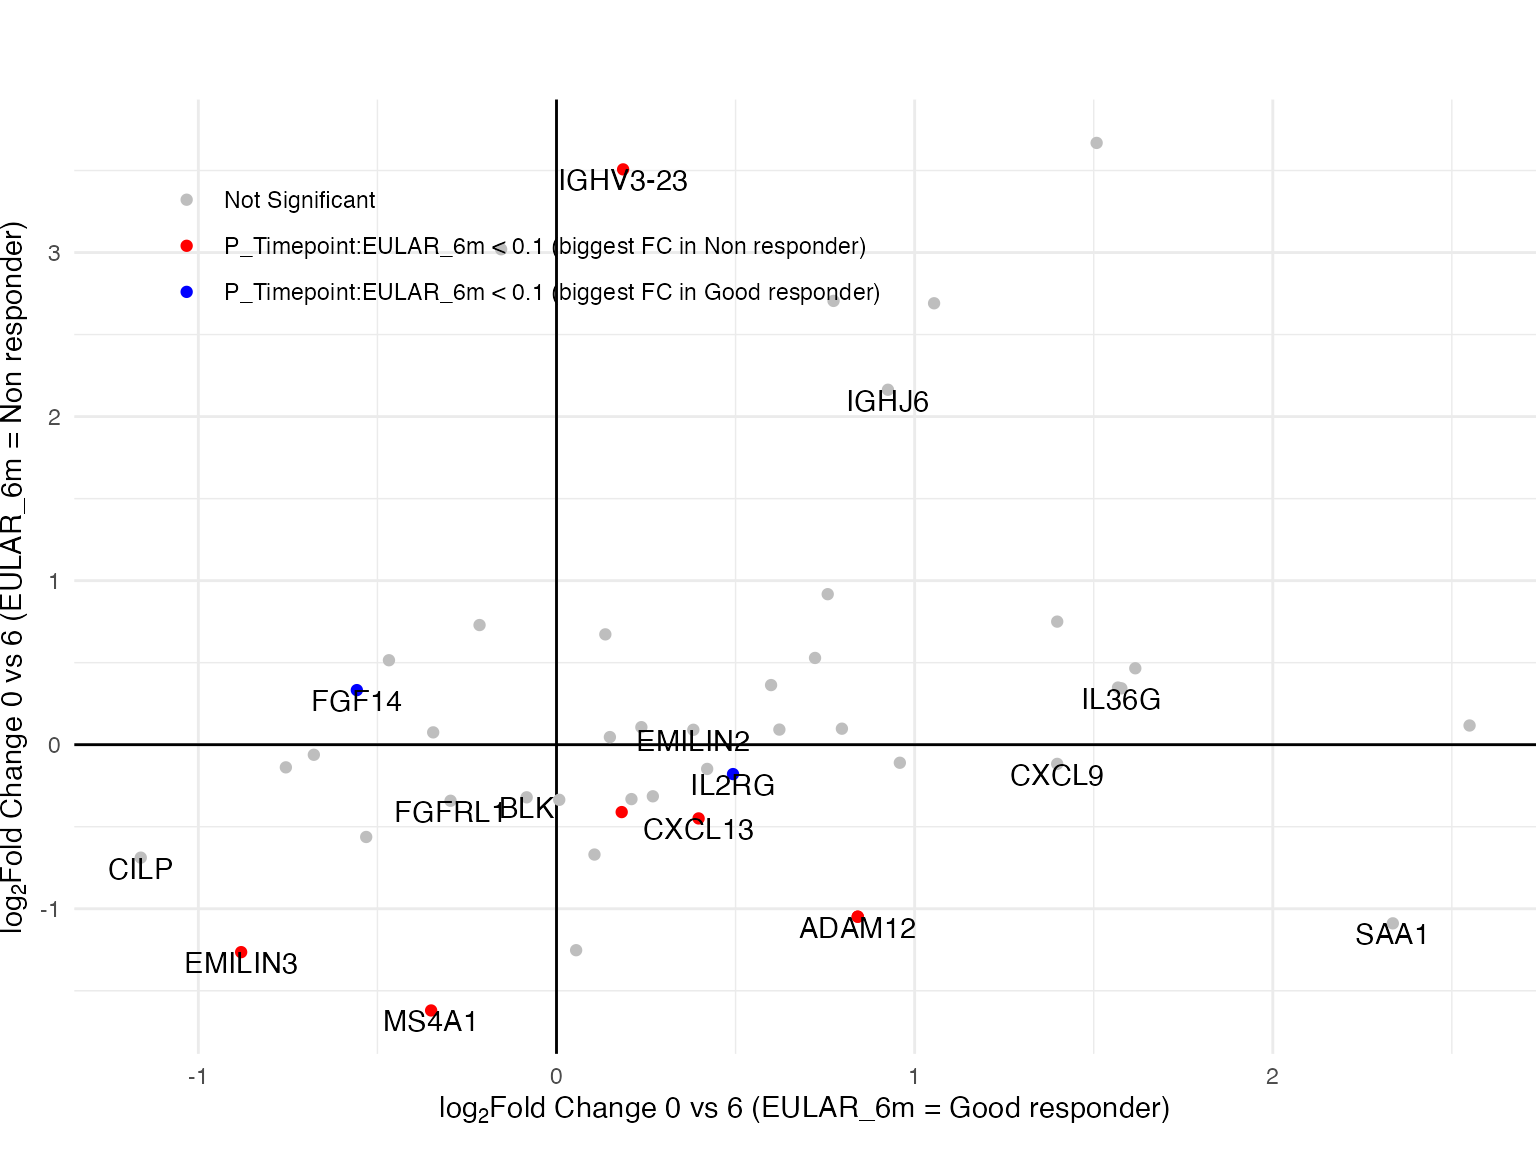 IGHV3-23
Not Significant
P_Timepoint:EULAR_6m < 0.1 (biggest FC in Non responder)
P_Timepoint:EULAR_6m < 0.1 (biggest FC in Good responder)
IGHJ6
FGF14
IL36G
EMILIN2
CXCL9
IL2RG
FGFRL1
BLK
CXCL13
CILP
ADAM12
SAA1
EMILIN3
MS4A1
3
2
1
0
-1
-1
0
1
2
log₂Fold Change 0 vs 6 (EULAR_6m = Good responder)
log₂Fold Change 0 vs 6 (EULAR_6m = Non responder)